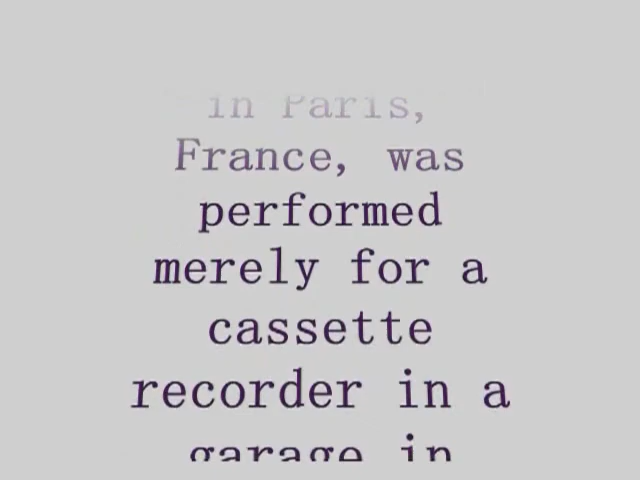 in Paris,
France, was
performed
merely for a
cassette
recorder in a
garage in